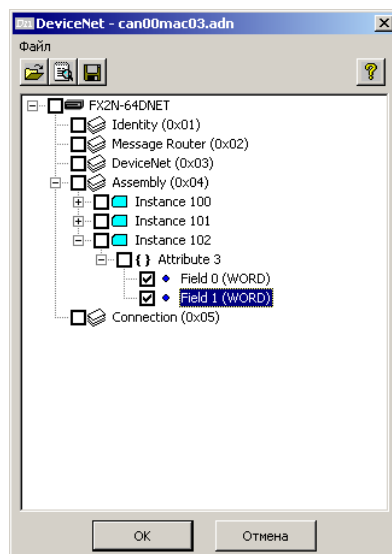 DeviceNet - can00mac03.adn
Файл
FX2N-64DNET
Identity (0x01)
Message Router (0x02)
DeviceNet (0x03)
Assembly (0x04)
Instance 100
Instance 101
Instance 102
{ } Attribute 3
Field 0 (WORD)
Field 1 (WORD)
Connection (0x05)
OK
Отмена